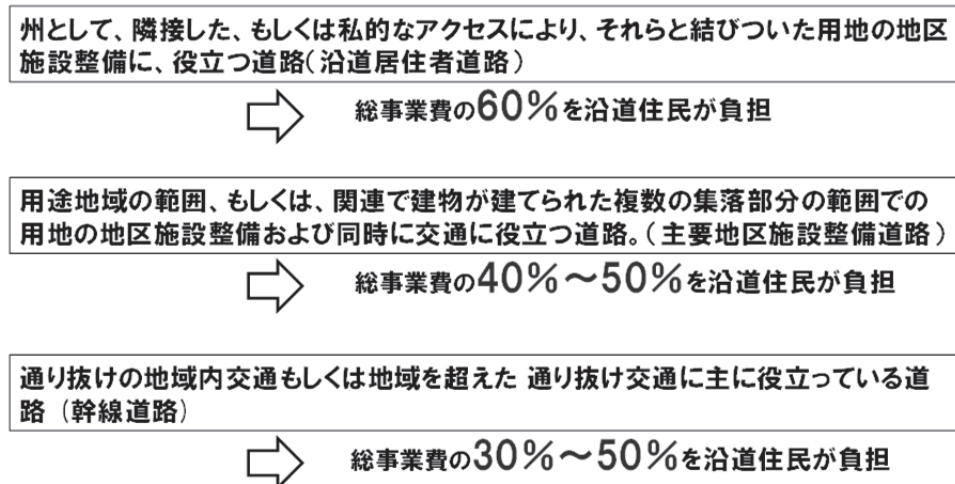 州として、隣接した、もしくは私的なアクセスにより、それらと結びついた用地の地区
施設整備に、役立つ道路(沿道居住者道路)
総事業費の60%を沿道住民が負担
用途地域の範囲、もしくは、関連で建物が建てられた複数の集落部分の範囲での
用地の地区施設整備および同時に交通に役立つ道路。(主要地区施設整備道路)
総事業費の40%~50%を沿道住民が負担
通り抜けの地域内交通もしくは地域を超えた 通り抜け交通に主に役立っている道
路 (幹線道路)
総事業費の30%~50%を沿道住民が負担